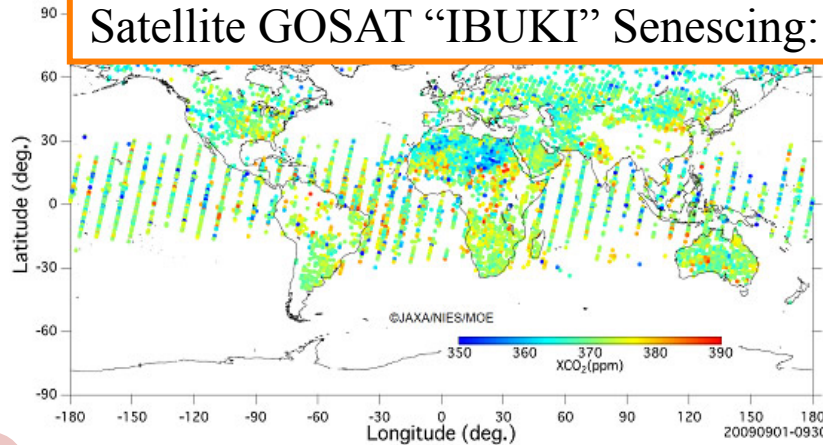 Satellite GOSAT “IBUKI” Senescing:
90
60
30
0
-30
-60
-90
Latitude (deg.)
©JAXA/NIES/MOE
350 360 370 380 390
XCO₂(ppm)
-180 -150 -120 -90 -60 -30 0 30 60 90 120 150 180
Longitude (deg.)
20090901-0930